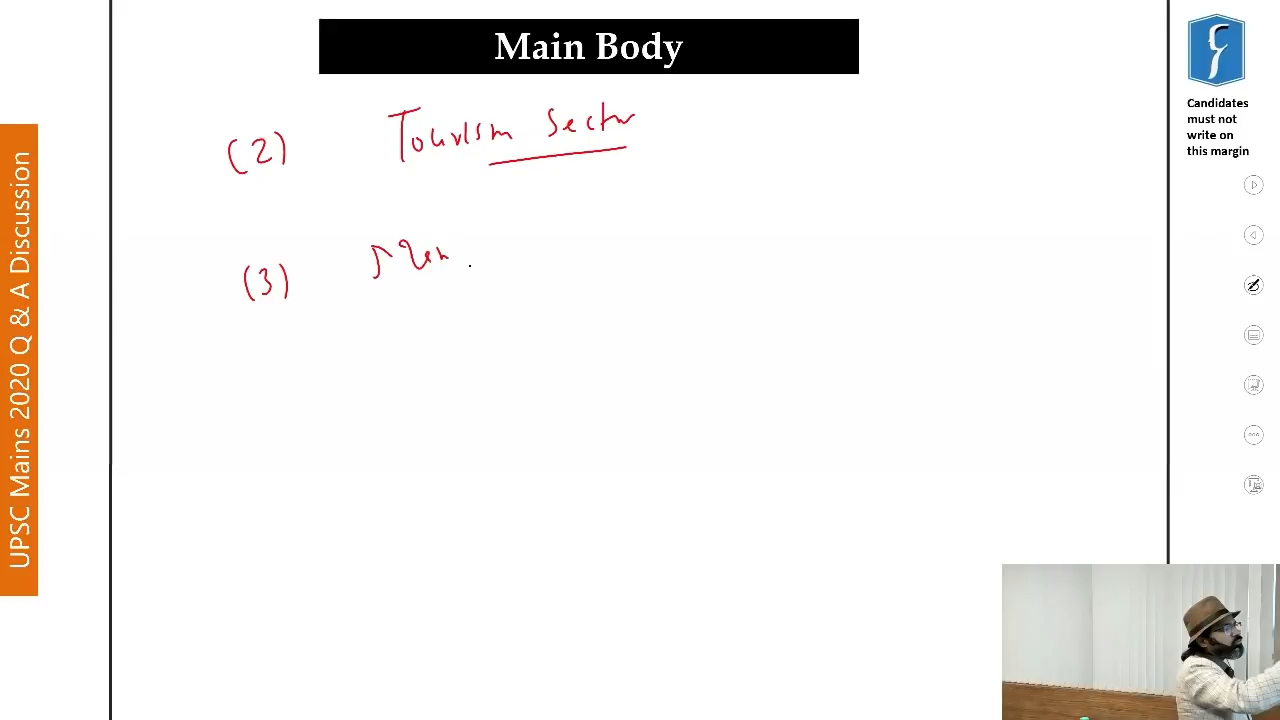 Main Body
(2) Tourism Sector
(3)
UPSC Mains 2020 Q & A Discussion
Candidates
must not
write on
this margin